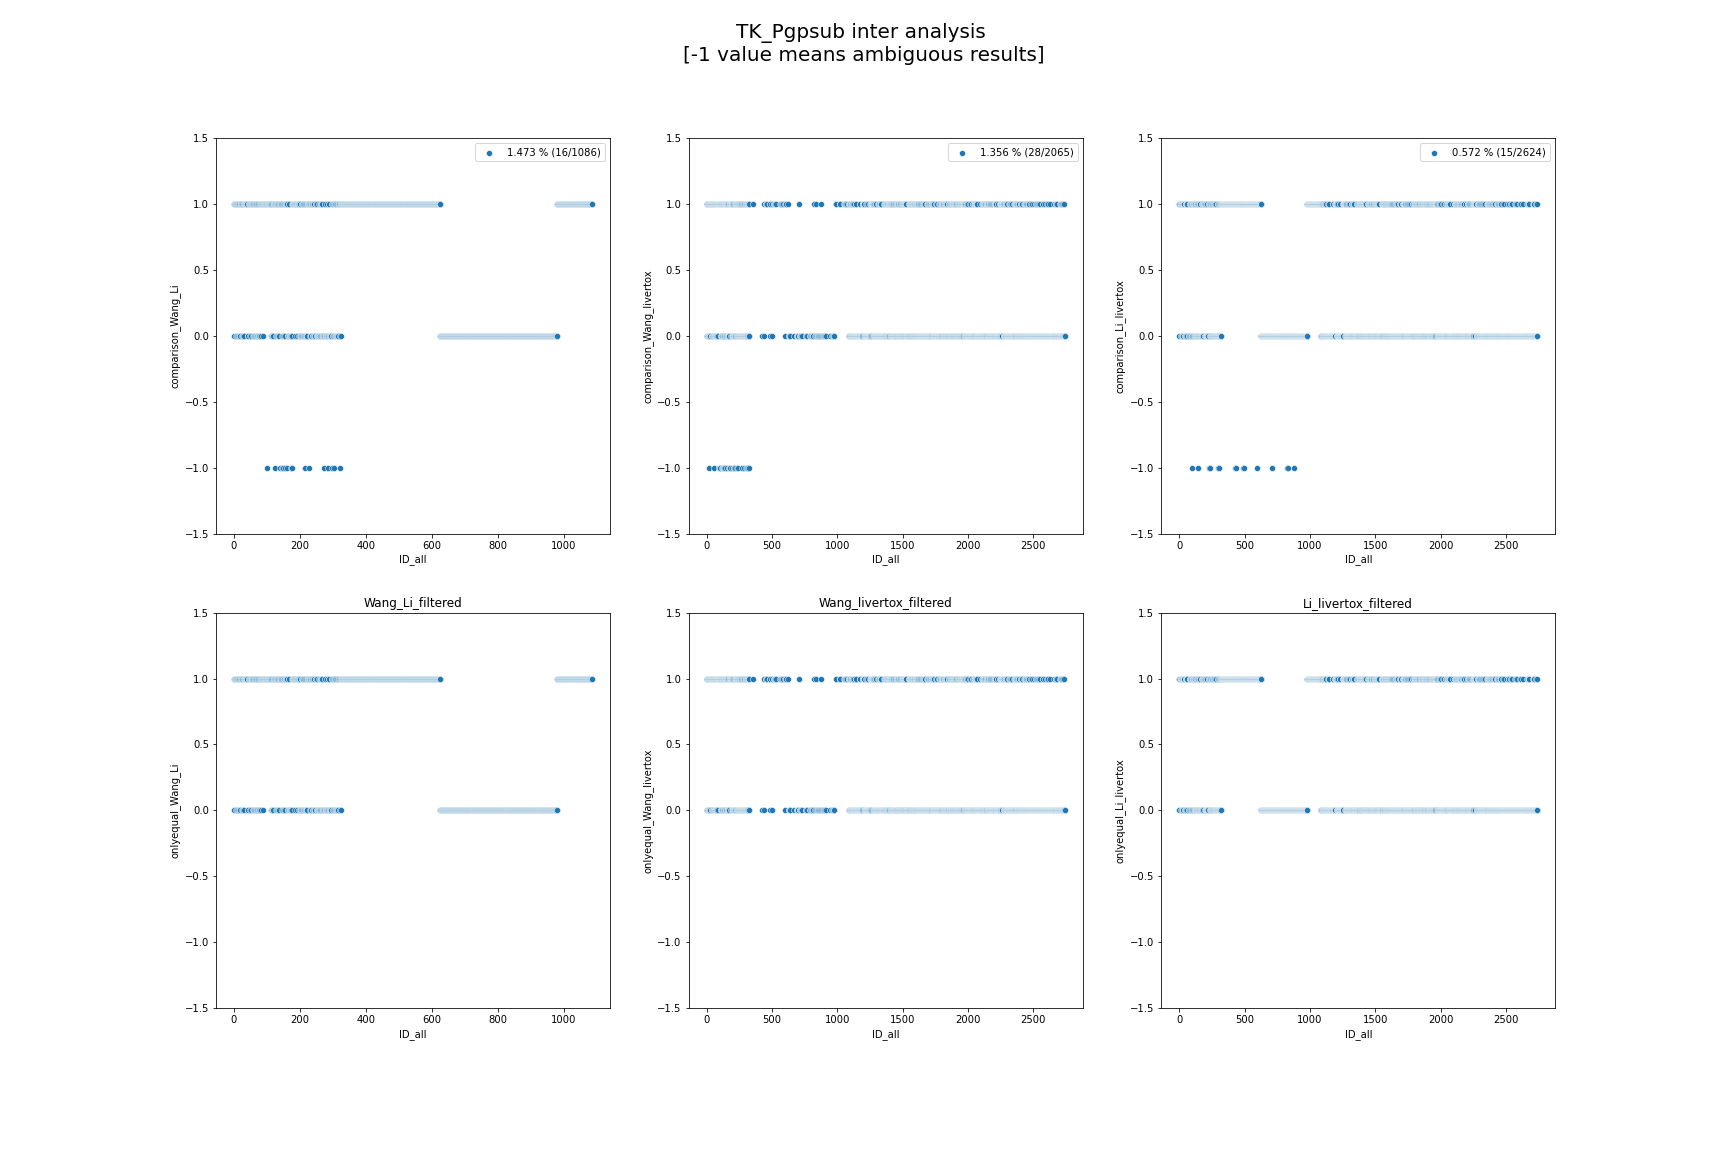 TK_Pgpsub inter analysis
[-1 value means ambiguous results]
1.5
1.0
0.5
0.0
−0.5
−1.0
−1.5
comparison_Wang_Li
1.473 % (16/1086)
0 200 400 600 800 1000
ID_all
1.5
1.0
0.5
0.0
−0.5
−1.0
−1.5
comparison_Wang_livertox
1.356 % (28/2065)
0 500 1000 1500 2000 2500
ID_all
1.5
1.0
0.5
0.0
−0.5
−1.0
−1.5
comparison_Li_livertox
0.572 % (15/2624)
0 500 1000 1500 2000 2500
ID_all
Wang_Li_filtered
1.5
1.0
0.5
0.0
−0.5
−1.0
−1.5
onlyequal_Wang_Li
0 200 400 600 800 1000
ID_all
Wang_livertox_filtered
1.5
1.0
0.5
0.0
−0.5
−1.0
−1.5
onlyequal_Wang_livertox
0 500 1000 1500 2000 2500
ID_all
Li_livertox_filtered
1.5
1.0
0.5
0.0
−0.5
−1.0
−1.5
onlyequal_Li_livertox
0 500 1000 1500 2000 2500
ID_all